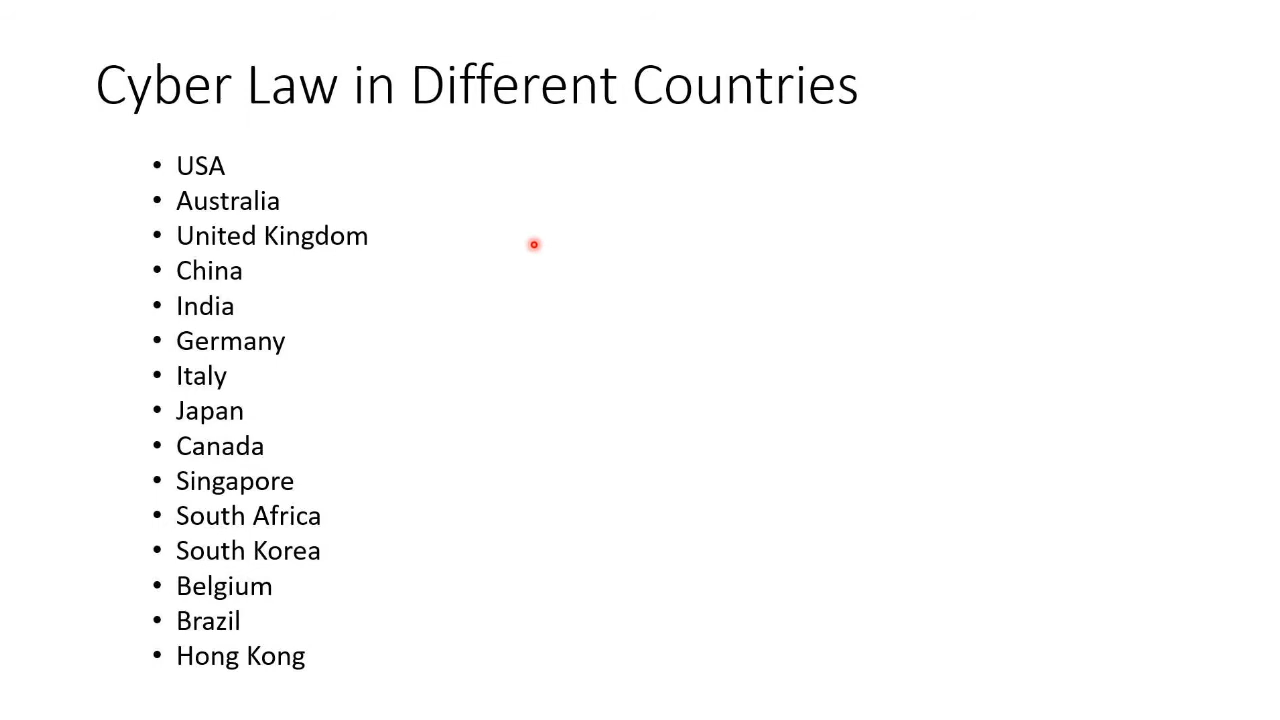 Cyber Law in Different Countries
• USA
• Australia
• United Kingdom
• China
• India
• Germany
• Italy
• Japan
• Canada
• Singapore
• South Africa
• South Korea
• Belgium
• Brazil
• Hong Kong